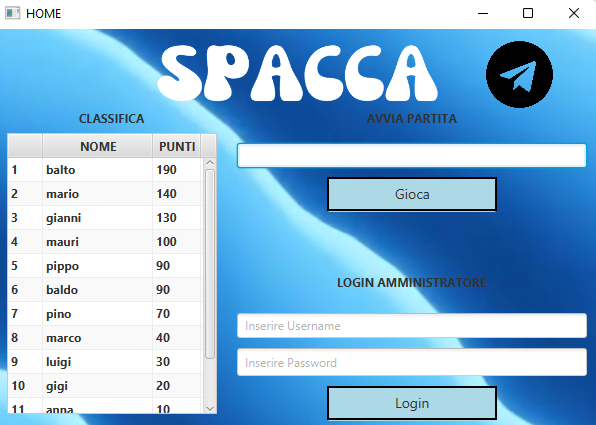 HOME
SPACCA
CLASSIFICA
NOME PUNTI
1 balto 190
2 mario 140
3 gianni 130
4 mauri 100
5 pippo 90
6 baldo 90
7 pino 70
8 marco 40
9 luigi 30
10 gigi 20
11 anna 10
AVVIA PARTITA
Gioca
LOGIN AMMINISTRATORE
Inserire Username
Inserire Password
Login